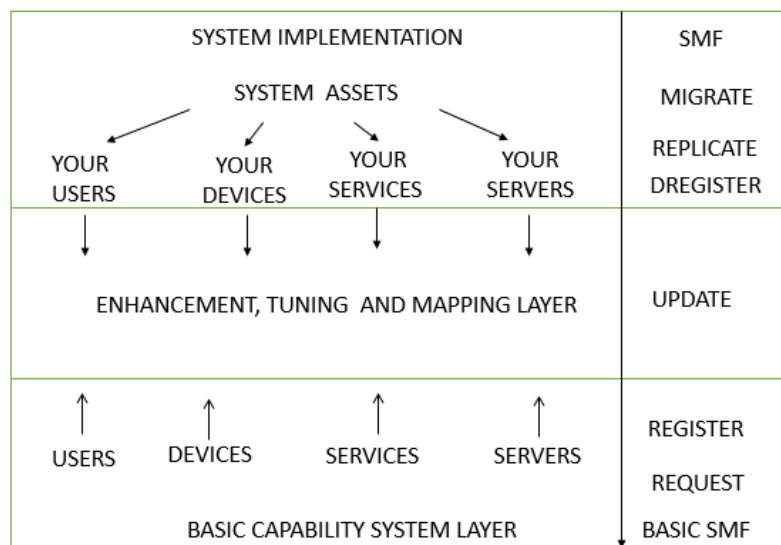 SYSTEM IMPLEMENTATION
SMF
SYSTEM ASSETS
MIGRATE
YOUR USERS
YOUR DEVICES
YOUR SERVICES
YOUR SERVERS
REPLICATE
DREGISTER
ENHANCEMENT, TUNING AND MAPPING LAYER
UPDATE
USERS
DEVICES
SERVICES
SERVERS
REGISTER
REQUEST
BASIC CAPABILITY SYSTEM LAYER
BASIC SMF